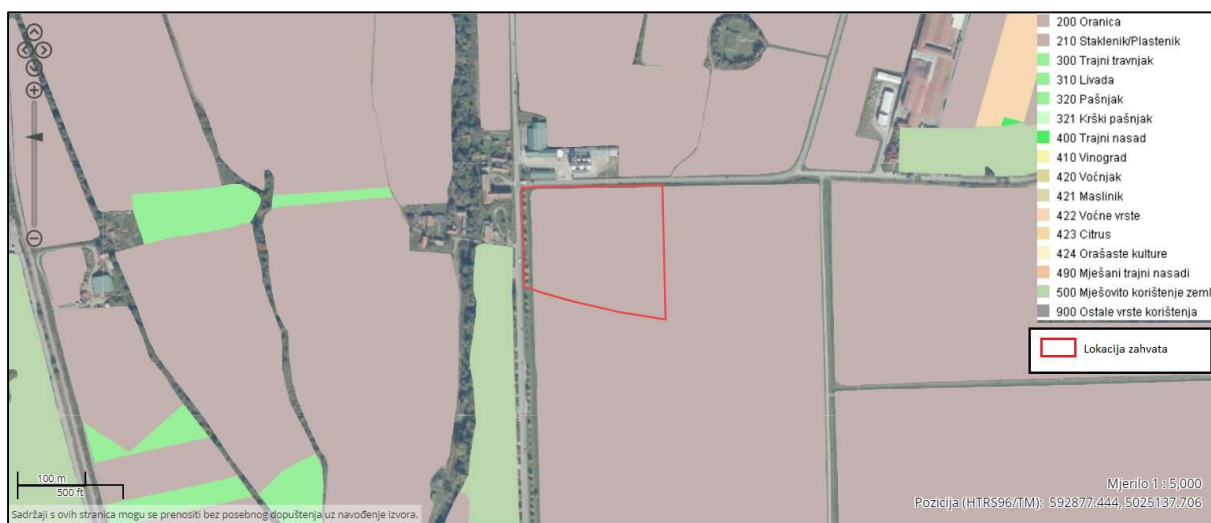 200 Oranica
210 Staklenik/Plastenik
300 Trajni travnjak
310 Livada
320 Pašnjak
321 Krški pašnjak
400 Trajni nasad
410 Vinograd
420 Voćnjak
421 Maslinik
422 Voćne vrste
423 Citrus
424 Orašaste kulture
490 Mješani trajni nasadi
500 Mješovito korištenje zeml
900 Ostale vrste korištenja
Lokacija zahvata
100 m
500 ft
Mjerilo 1 : 5,000
Pozicija (HTRS96/TM): 592877.444, 5025137.706
Sadržaji s ovih stranica mogu se prenositi bez posebnog dopuštenja uz navođenje izvora.